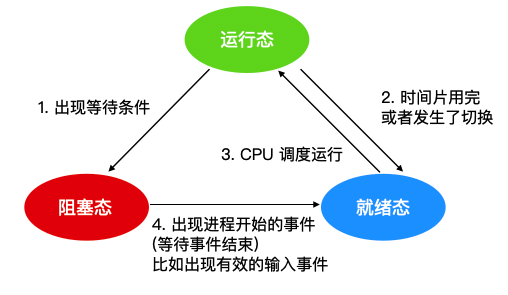 运行态
1. 出现等待条件
2. 时间片用完
或者发生了切换
3. CPU 调度运行
阻塞态
就绪态
4. 出现进程开始的事件
(等待事件结束)
比如出现有效的输入事件